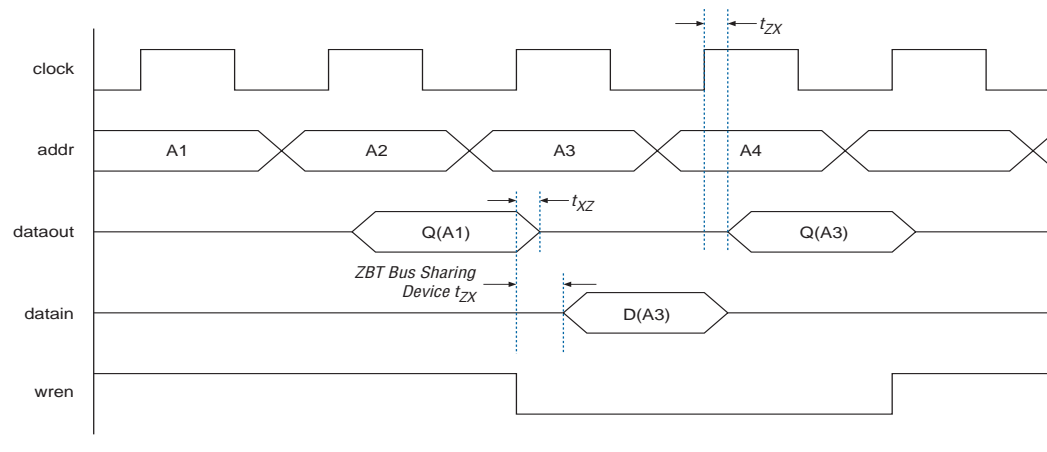 tZX
clock
addr
A1 A2 A3 A4
tXZ
dataout
Q(A1) Q(A3)
ZBT Bus Sharing
Device tZX
datain
D(A3)
wren